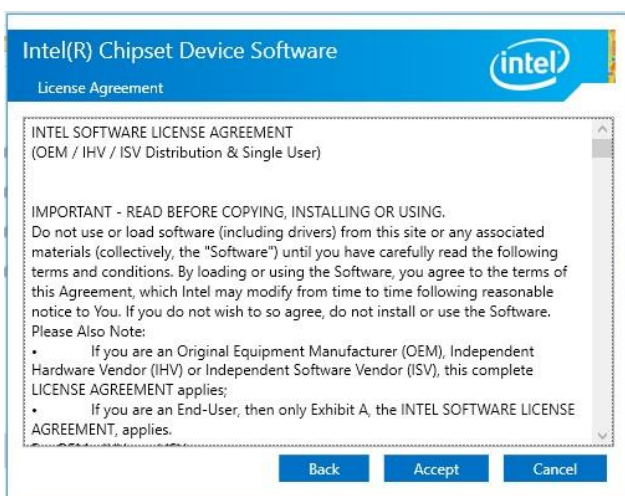 Intel(R) Chipset Device Software
intel
License Agreement
INTEL SOFTWARE LICENSE AGREEMENT
(OEM / IHV / ISV Distribution & Single User)
IMPORTANT - READ BEFORE COPYING, INSTALLING OR USING.
Do not use or load software (including drivers) from this site or any associated
materials (collectively, the "Software") until you have carefully read the following
terms and conditions. By loading or using the Software, you agree to the terms of
this Agreement, which Intel may modify from time to time following reasonable
notice to You. If you do not wish to so agree, do not install or use the Software.
Please Also Note:
• If you are an Original Equipment Manufacturer (OEM), Independent
Hardware Vendor (IHV) or Independent Software Vendor (ISV), this complete
LICENSE AGREEMENT applies;
• If you are an End-User, then only Exhibit A, the INTEL SOFTWARE LICENSE
AGREEMENT, applies.
Back Accept Cancel